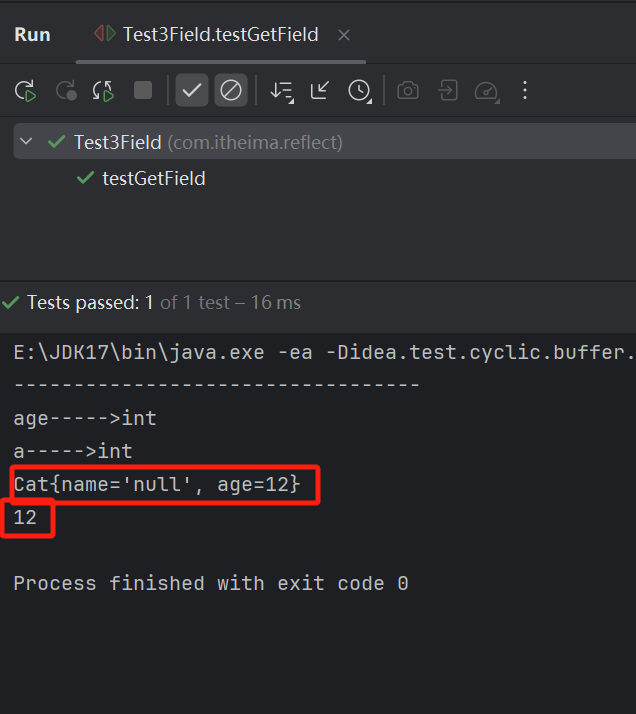 Run Test3Field.testGetField
Test3Field (com.itheima.reflect)
testGetField
Tests passed: 1 of 1 test – 16 ms
E:\JDK17\bin\java.exe -ea -Didea.test.cyclic.buffer.
----------------------------------
age----->int
a----->int
Cat{name='null', age=12}
12
Process finished with exit code 0